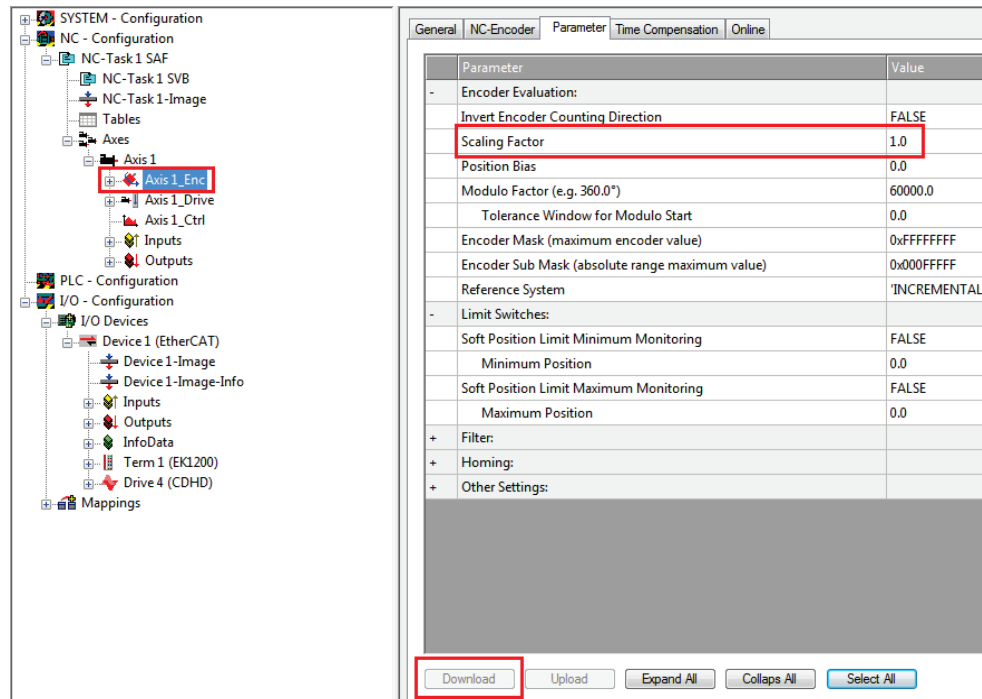 SYSTEM - Configuration
NC - Configuration
NC-Task 1 SAF
NC-Task 1 SVB
NC-Task 1-Image
Tables
Axes
Axis 1
Axis 1_Enc
Axis 1_Drive
Axis 1_Ctrl
Inputs
Outputs
PLC - Configuration
I/O - Configuration
I/O Devices
Device 1 (EtherCAT)
Device 1-Image
Device 1-Image-Info
Inputs
Outputs
InfoData
Term 1 (EK1200)
Drive 4 (CDHD)
Mappings
General NC-Encoder Parameter Time Compensation Online
Parameter Value
- Encoder Evaluation:
Invert Encoder Counting Direction FALSE
Scaling Factor 1.0
Position Bias 0.0
Modulo Factor (e.g. 360.0°) 60000.0
Tolerance Window for Modulo Start 0.0
Encoder Mask (maximum encoder value) 0xFFFFFFFF
Encoder Sub Mask (absolute range maximum value) 0x000FFFFF
Reference System 'INCREMENTAL
- Limit Switches:
Soft Position Limit Minimum Monitoring FALSE
Minimum Position 0.0
Soft Position Limit Maximum Monitoring FALSE
Maximum Position 0.0
+ Filter:
+ Homing:
+ Other Settings:
Download Upload Expand All Collaps All Select All